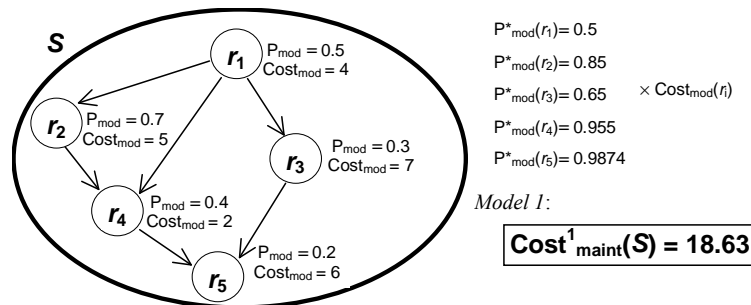 S
r1
Pmod = 0.5
Costmod = 4
r2
Pmod = 0.7
Costmod = 5
r3
Pmod = 0.3
Costmod = 7
r4
Pmod = 0.4
Costmod = 2
r5
Pmod = 0.2
Costmod = 6
P*mod(r1)= 0.5
P*mod(r2)= 0.85
P*mod(r3)= 0.65 × Costmod(ri)
P*mod(r4)= 0.955
P*mod(r5)= 0.9874
Model 1:
Cost¹maint(S) = 18.63